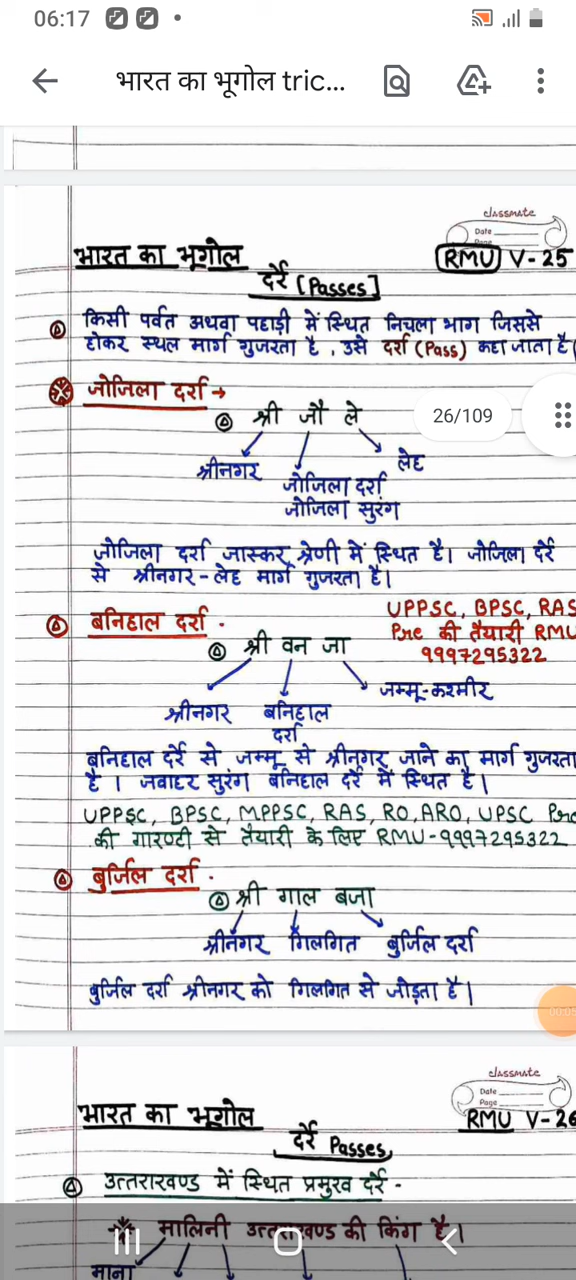 06:17
भारत का भूगोल tric...
classmate
Date
Page
भारत का भूगोल
RMU V-25
दर्रे [Passes]
किसी पर्वत अथवा पहाड़ी में स्थित निचला भाग जिससे
होकर स्थल मार्ग गुजरता है, उसे दर्रा (Pass) कहा जाता है।
जोजिला दर्रा →
26/109
श्री जौ ले
श्रीनगर जोजिला दर्रा लेह
जोजिला सुरंग
जोजिला दर्रा जास्कर श्रेणी में स्थित है। जोजिला दर्रे
से श्रीनगर-लेह मार्ग गुजरता है।
UPPSC, BPSC, RAS
बनिहाल दर्रा.
Pre की तैयारी RMU
9997295322
श्री वन जा
श्रीनगर बनिहाल जम्मू-कश्मीर
दर्रा
बनिहाल दर्रे से जम्मू से श्रीनगर जाने का मार्ग गुजरता
है। जवाहर सुरंग बनिहाल दर्रे में स्थित है।
UPPSC, BPSC, MPPSC, RAS, RO, ARO, UPSC Pre
की गारण्टी से तैयारी के लिए RMU-9997295322
बुर्जिल दर्रा.
श्री गाल बजा
श्रीनगर गिलगित बुर्जिल दर्रा
बुर्जिल दर्रा श्रीनगर को गिलगित से जोड़ता है।
00:05
classmate
Date
Page
भारत का भूगोल
RMU V-26
दर्रे Passes
उत्तराखण्ड में स्थित प्रमुख दर्रे -
मालिनी उत्तराखण्ड की किंग है।
माना